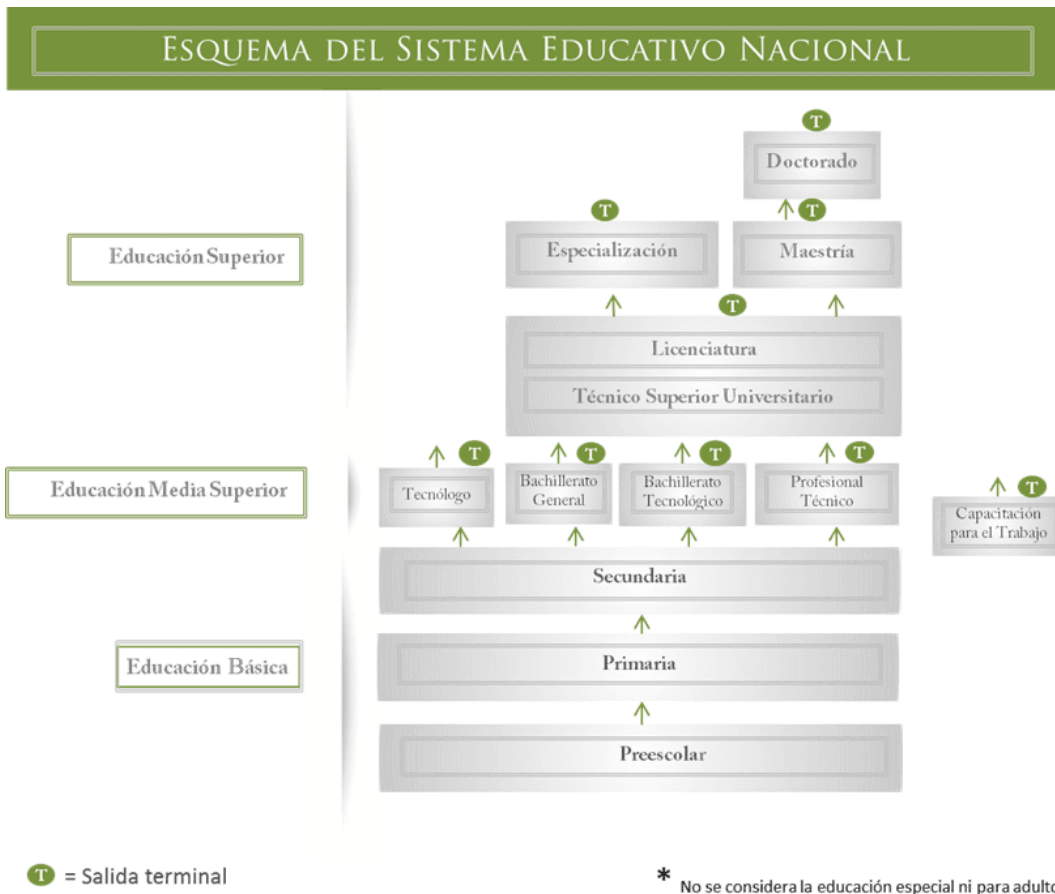 ESQUEMA DEL SISTEMA EDUCATIVO NACIONAL
T
Doctorado
T
T
Educación Superior
Especialización
Maestría
T
Licenciatura
Técnico Superior Universitario
T
T
T
T
Educación Media Superior
Tecnólogo
Bachillerato
General
Bachillerato
Tecnológico
Profesional
Técnico
T
Capacitación
para el Trabajo
Secundaria
Educación Básica
Primaria
Preescolar
T = Salida terminal
* No se considera la educación especial ni para adulto